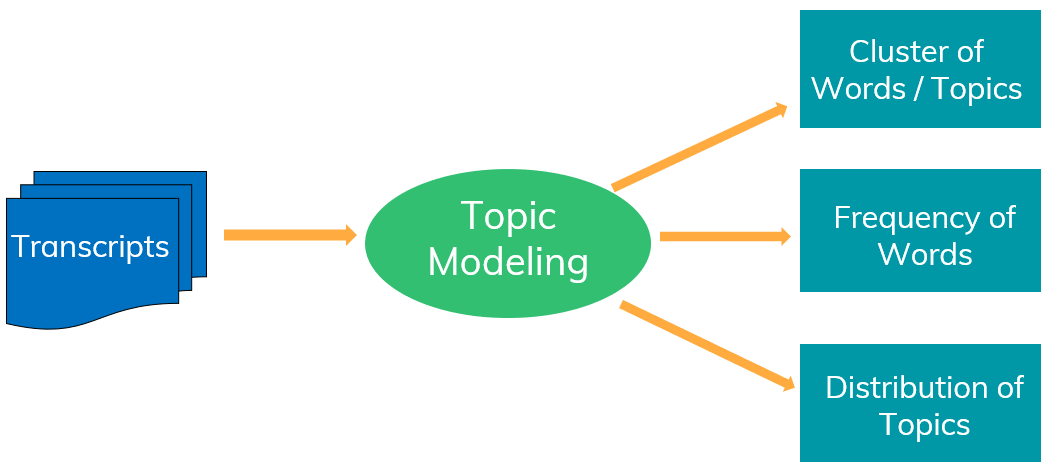 Transcripts
Topic
Modeling
Cluster of
Words / Topics
Frequency of
Words
Distribution of
Topics